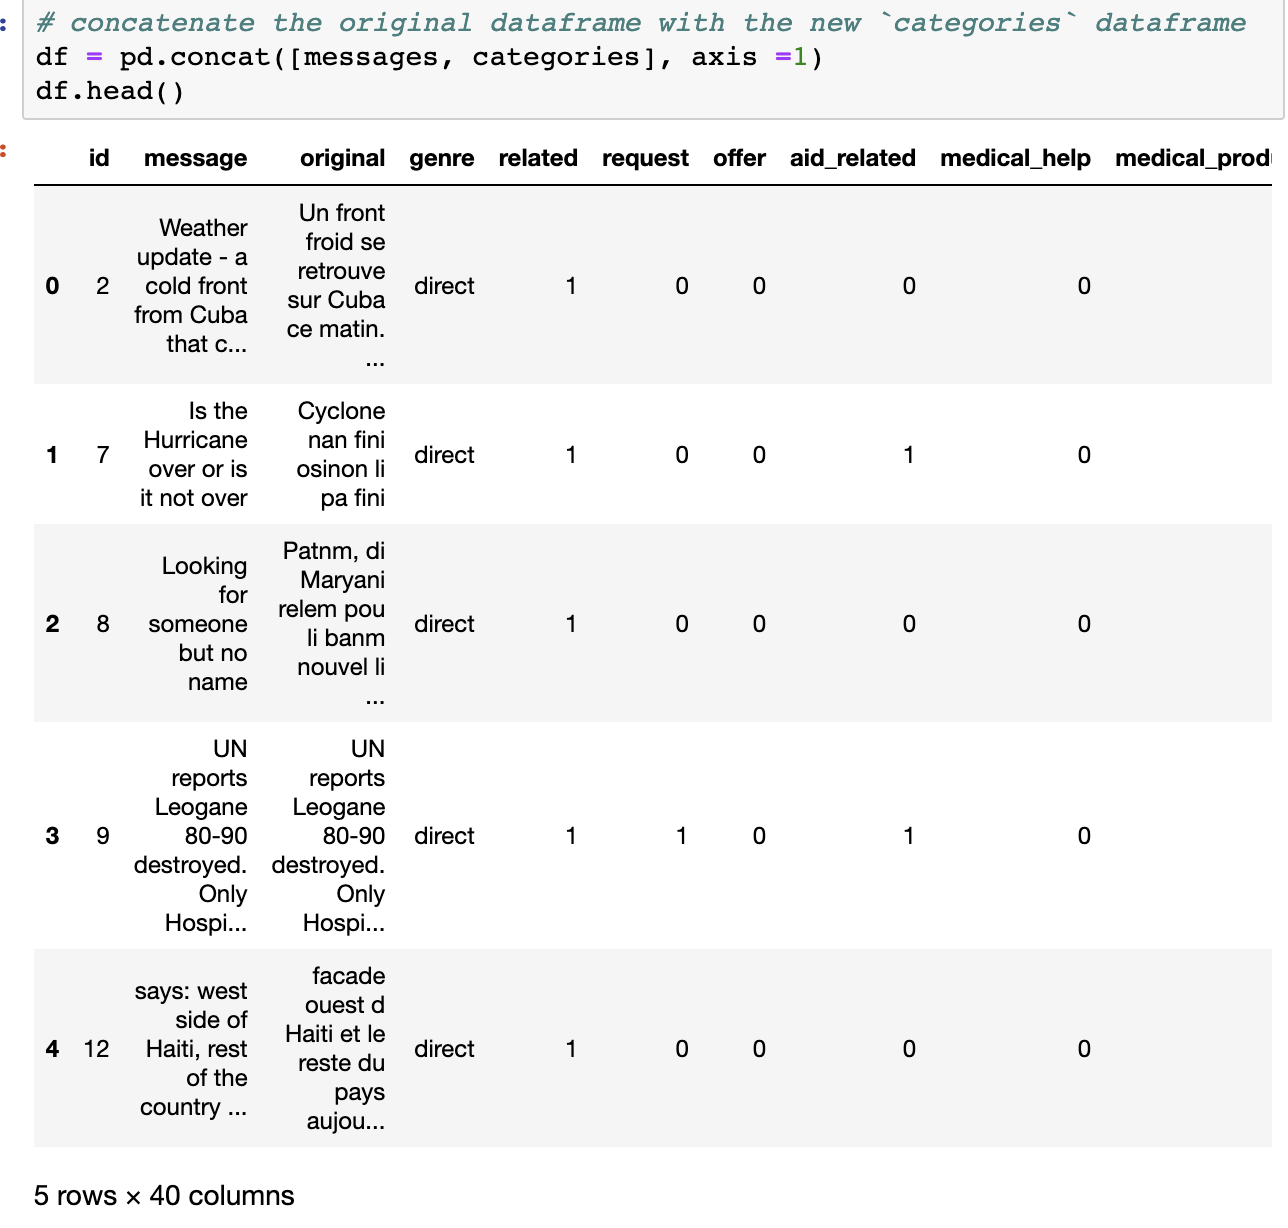 # concatenate the original dataframe with the new `categories` dataframe
df = pd.concat([messages, categories], axis =1)
df.head()
id message original genre related request offer aid_related medical_help medical_prod
0 2 Weather update - a cold front from Cuba that c... Un front froid se retrouve sur Cuba ce matin. ... direct 1 0 0 0 0
1 7 Is the Hurricane over or is it not over Cyclone nan fini osinon li pa fini direct 1 0 0 1 0
2 8 Looking for someone but no name Patnm, di Maryani relem pou li banm nouvel li ... direct 1 0 0 0 0
3 9 UN reports Leogane 80-90 destroyed. Only Hospi... UN reports Leogane 80-90 destroyed. Only Hospi... direct 1 1 0 1 0
4 12 says: west side of Haiti, rest of the country ... facade ouest d Haiti et le reste du pays aujou... direct 1 0 0 0 0
5 rows × 40 columns